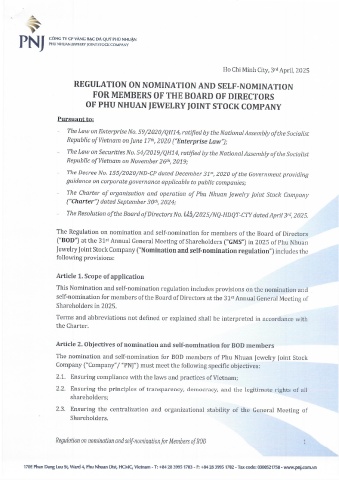 PNJ
CÔNG TY CP VÀNG BẠC ĐÁ QUÝ PHÚ NHUẬN
PHU NHUAN JEWELRY JOINT STOCK COMPANY
Ho Chi Minh City, 3rd April, 2025
REGULATION ON NOMINATION AND SELF-NOMINATION
FOR MEMBERS OF THE BOARD OF DIRECTORS
OF PHU NHUAN JEWELRY JOINT STOCK COMPANY
Pursuant to:
- The Law on Enterprise No. 59/2020/QH14, ratified by the National Assembly of the Socialist
Republic of Vietnam on June 17th, 2020 ("Enterprise Law");
- The Law on Securities No. 54/2019/QH14, ratified by the National Assembly of the Socialist
Republic of Vietnam on November 26th, 2019;
- The Decree No. 155/2020/ND-CP dated December 31st, 2020 of the Government providing
guidance on corporate governance applicable to public companies;
- The Charter of organisation and operation of Phu Nhuan Jewelry Joint Stock Company
("Charter") dated September 30th, 2024;
- The Resolution of the Board of Directors No. /2025/NQ-HDQT-CTY dated April 3rd, 2025.
The Regulation on nomination and self-nomination for members of the Board of Directors
("BOD") at the 31st Annual General Meeting of Shareholders ("GMS") in 2025 of Phu Nhuan
Jewelry Joint Stock Company ("Nomination and self-nomination regulation") includes the
following provisions:
Article 1. Scope of application
This Nomination and self-nomination regulation includes provisions on the nomination and
self-nomination for members of the Board of Directors at the 31st Annual General Meeting of
Shareholders in 2025.
Terms and abbreviations not defined or explained shall be interpreted in accordance with
the Charter.
Article 2. Objectives of nomination and self-nomination for BOD members
The nomination and self-nomination for BOD members of Phu Nhuan Jewelry Joint Stock
Company ("Company"/ "PNJ") must meet the following specific objectives:
2.1. Ensuring compliance with the laws and practices of Vietnam;
2.2. Ensuring the principles of transparency, democracy, and the legitimate rights of all
shareholders;
2.3. Ensuring the centralization and organizational stability of the General Meeting of
Shareholders.
Regulation on nomination and self-nomination for Members of BOD 1
170E Phan Dang Luu St, Ward 4, Phu Nhuan Dist, HCMC, Vietnam - T: +84 28 3995 1703 - F: +84 28 3995 1702 - Tax code: 0300521758 - www.pnj.com.vn